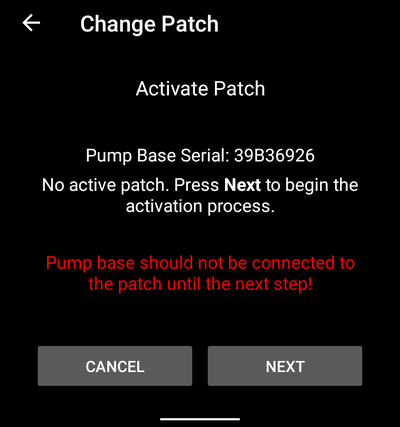 Change Patch
Activate Patch
Pump Base Serial: 39B36926
No active patch. Press Next to begin the
activation process.
Pump base should not be connected to
the patch until the next step!
CANCEL
NEXT